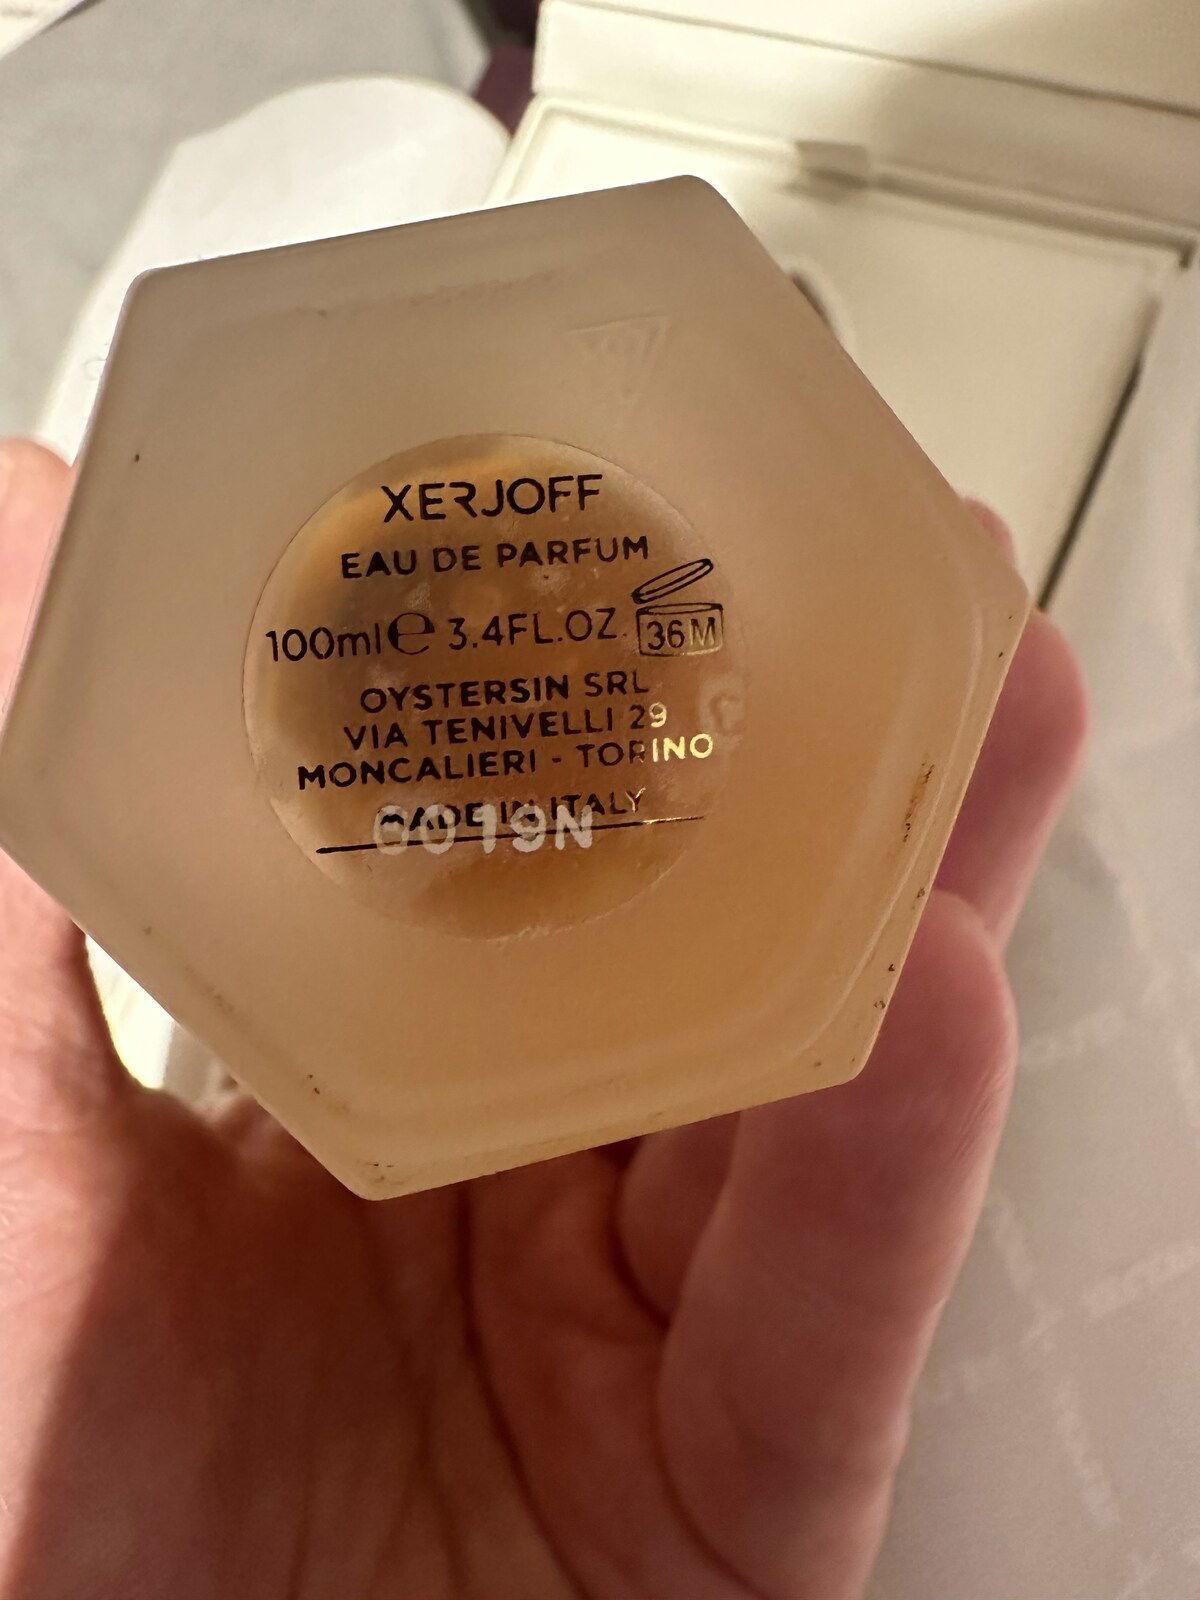 XERJOFF
EAU DE PARFUM
100ml℮ 3.4FL.OZ. 36M
OYSTERSIN SRL
VIA TENIVELLI 29
MONCALIERI - TORINO
MADE IN ITALY
0019N